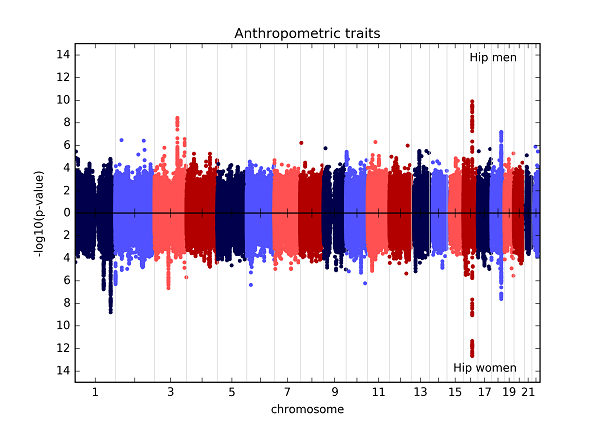 Anthropometric traits
Hip men
14
12
10
8
6
4
2
0
2
4
6
8
10
12
14
-log10(p-value)
Hip women
1 3 5 7 9 11 13 15 17 19 21
chromosome